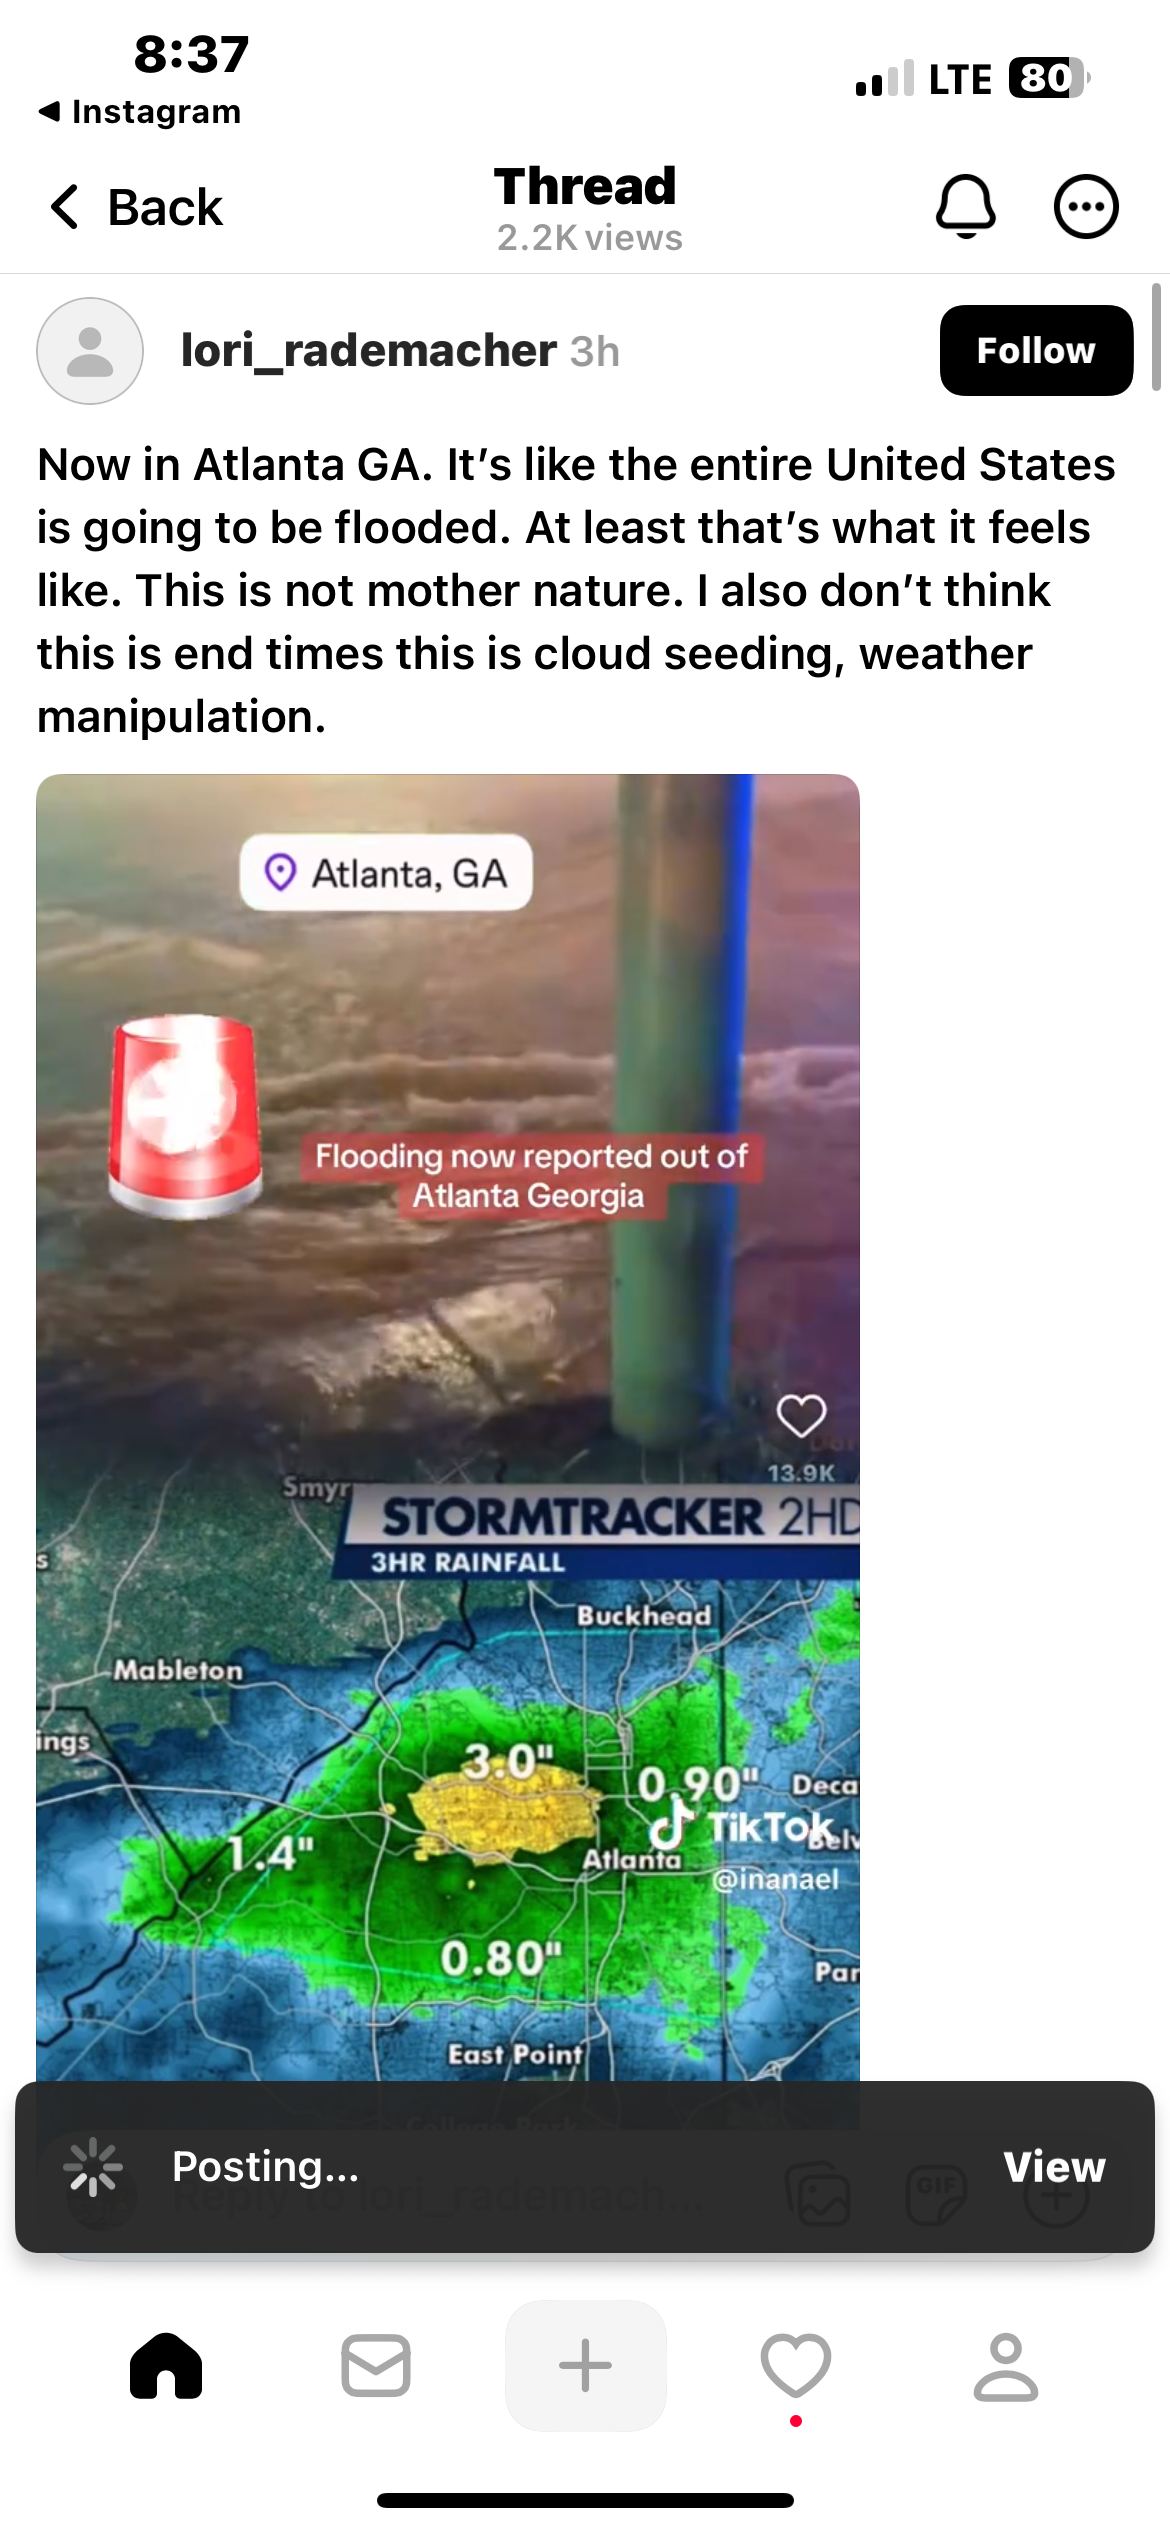 8:37
LTE 80
Instagram
Back
Thread
2.2K views
lori_rademacher 3h
Follow
Now in Atlanta GA. It’s like the entire United States
is going to be flooded. At least that’s what it feels
like. This is not mother nature. I also don’t think
this is end times this is cloud seeding, weather
manipulation.
Atlanta, GA
Flooding now reported out of
Atlanta Georgia
13.9K
Smyr
STORMTRACKER 2HD
3HR RAINFALL
s
Buckhead
Mableton
ings
3.0"
0.90"
Deca
TikTok
Belv
1.4"
Atlanta
@inanael
0.80"
Par
East Point
College Park
Posting...
View
Reply to lori_rademach...
GIF